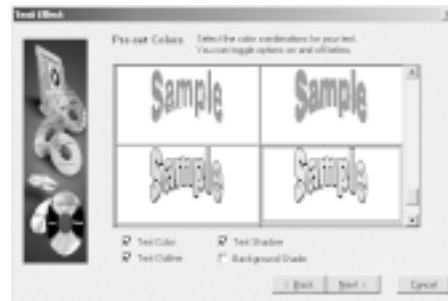 Text Effect
Pre-set Colors Select the color combinations for your text.
You can toggle options on and off below.
Sample Sample
Sample Sample
Text Color Text Shadow
Text Outline Background Shade
< Back Next > Cancel